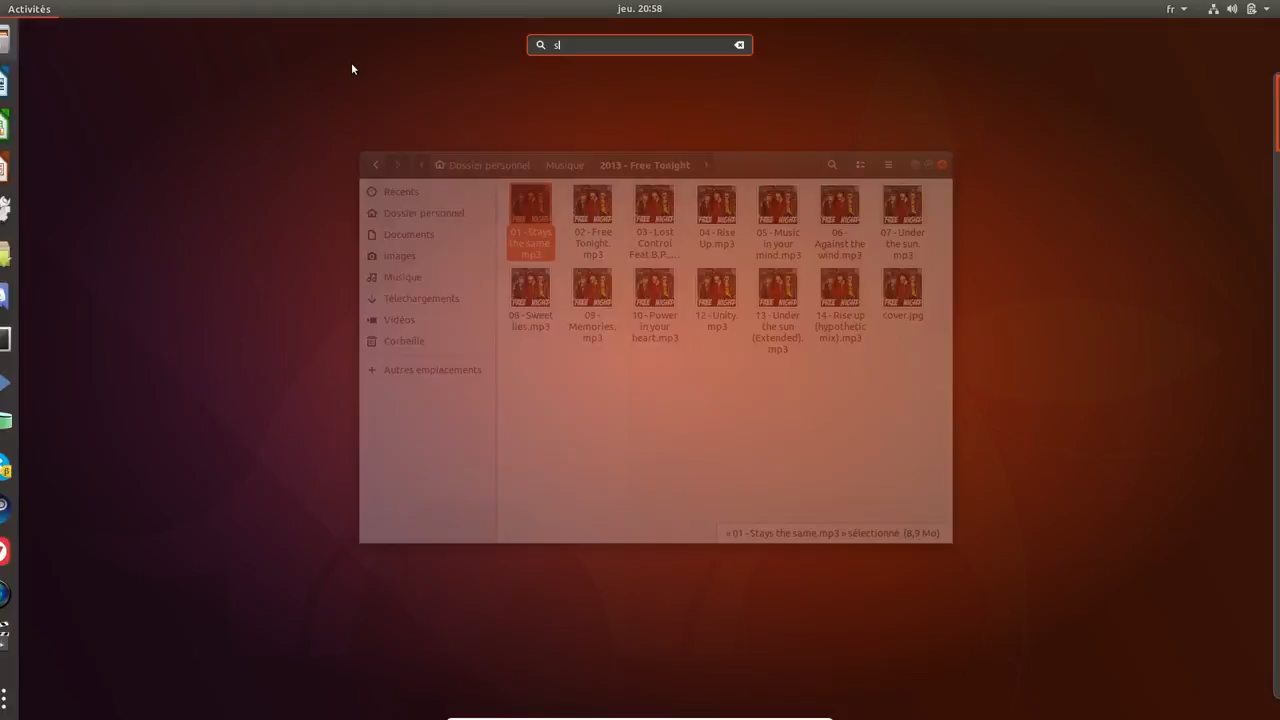 Activités
jeu. 20:58
fr
s
Dossier personnel
Musique
2013 - Free Tonight
Récents
Dossier personnel
Documents
Images
Musique
Téléchargements
Vidéos
Corbeille
Autres emplacements
01 - Stays
the same.
mp3
02 - Free
Tonight.
mp3
03 - Lost
Control
Feat B.P.…
04 - Rise
Up.mp3
05 - Music
in your
mind.mp3
06 -
Against the
wind.mp3
07 - Under
the sun.
mp3
08 - Sweet
lies.mp3
09 -
Memories.
mp3
10 - Power
in your
heart.mp3
12 - Unity.
mp3
13 - Under
the sun
(Extended).
mp3
14 - Rise up
(hypothetic
mix).mp3
cover.jpg
« 01 - Stays the same.mp3 » sélectionné (8,9 Mo)